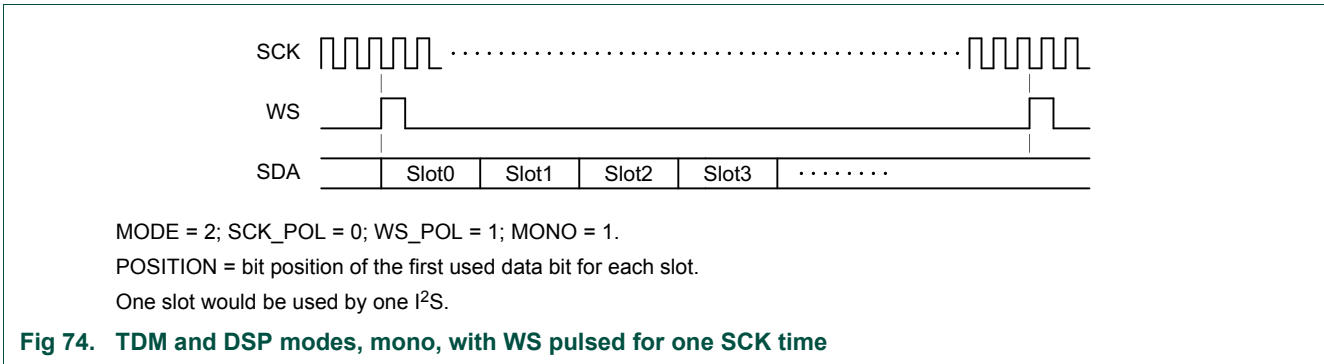 SCK
WS
SDA Slot0 Slot1 Slot2 Slot3
MODE = 2; SCK_POL = 0; WS_POL = 1; MONO = 1.
POSITION = bit position of the first used data bit for each slot.
One slot would be used by one I²S.
Fig 74. TDM and DSP modes, mono, with WS pulsed for one SCK time